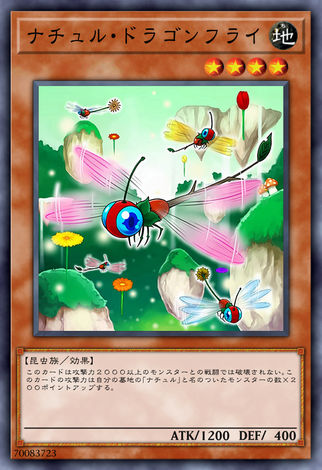 ナチュル・ドラゴンフライ
地
【昆虫族／効果】
このカードは攻撃力２０００以上のモンスターとの戦闘では破壊されない。こ
のカードの攻撃力は自分の墓地の「ナチュル」と名のついたモンスターの数×２
００ポイントアップする。
ATK/1200 DEF/ 400
70083723